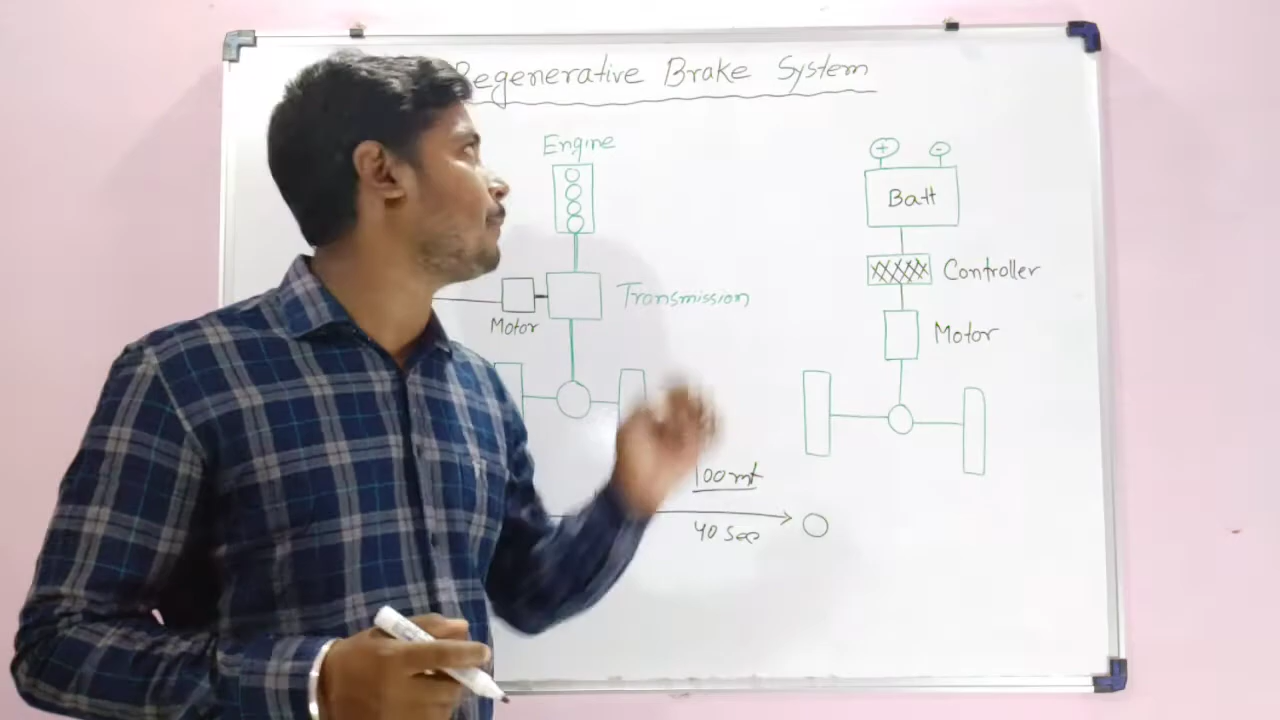 Regenerative Brake System
Engine
+ -
Batt
Controller
Transmission
Motor
Motor
100 mt
40 Sec